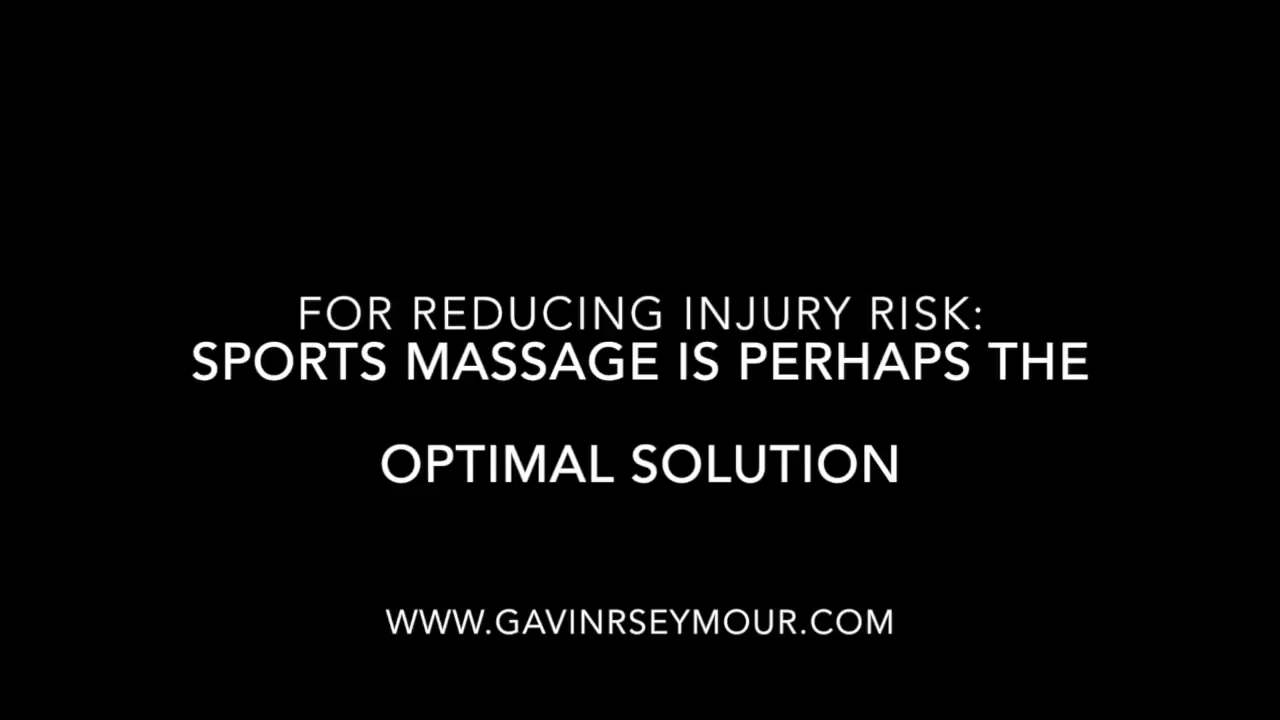 FOR REDUCING INJURY RISK:
SPORTS MASSAGE IS PERHAPS THE
OPTIMAL SOLUTION
WWW.GAVINRSEYMOUR.COM